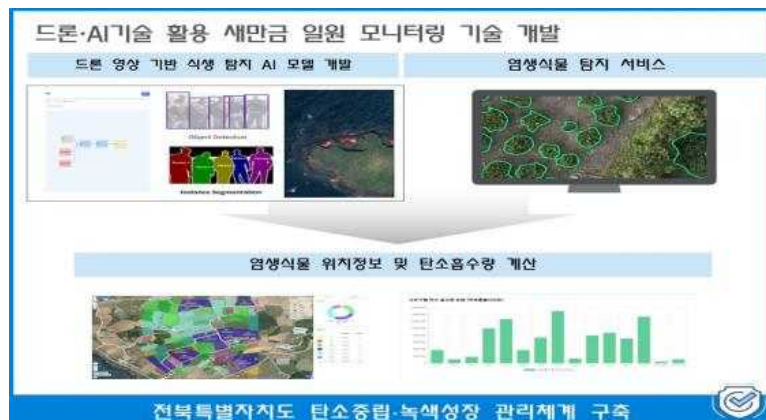 드론·AI기술 활용 새만금 일원 모니터링 기술 개발
드론 영상 기반 식생 탐지 AI 모델 개발
염생식물 탐지 서비스
Object Detection
Instance Segmentation
염생식물 위치정보 및 탄소흡수량 계산
전북특별자치도 탄소중립·녹색성장 관리체계 구축